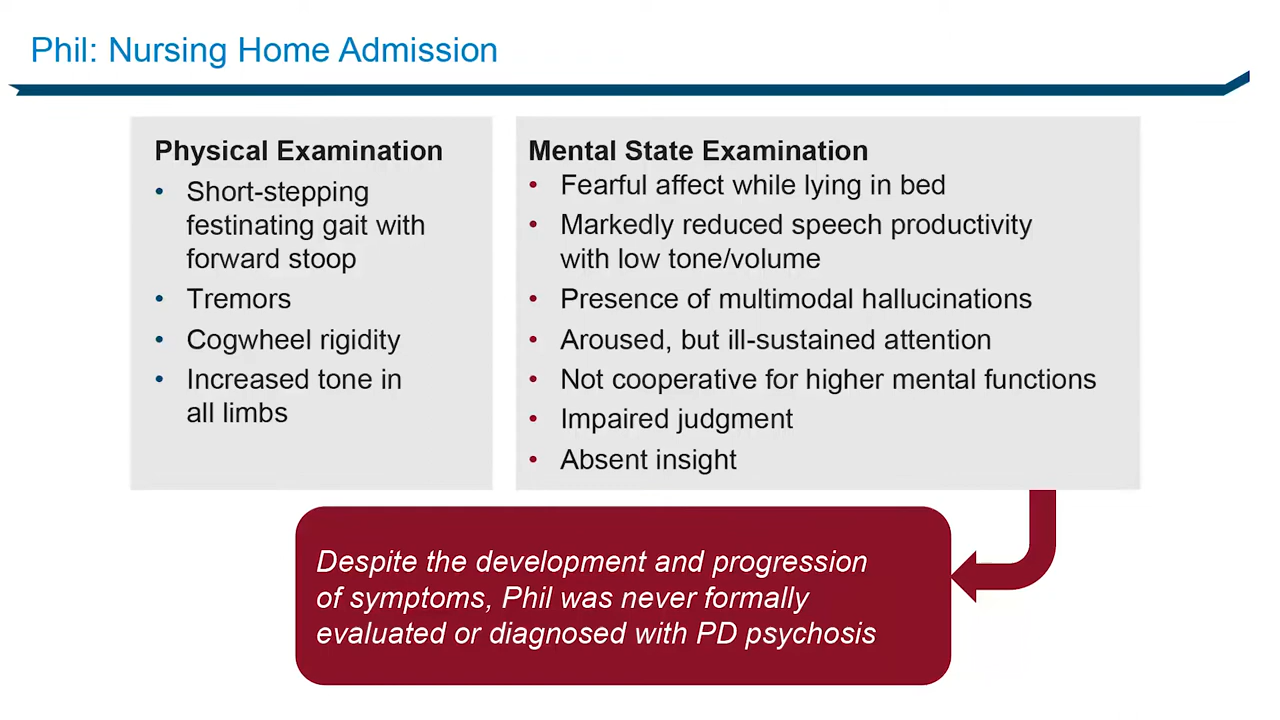 Phil: Nursing Home Admission
Physical Examination
• Short-stepping
festinating gait with
forward stoop
• Tremors
• Cogwheel rigidity
• Increased tone in
all limbs
Mental State Examination
• Fearful affect while lying in bed
• Markedly reduced speech productivity
with low tone/volume
• Presence of multimodal hallucinations
• Aroused, but ill-sustained attention
• Not cooperative for higher mental functions
• Impaired judgment
• Absent insight
Despite the development and progression
of symptoms, Phil was never formally
evaluated or diagnosed with PD psychosis